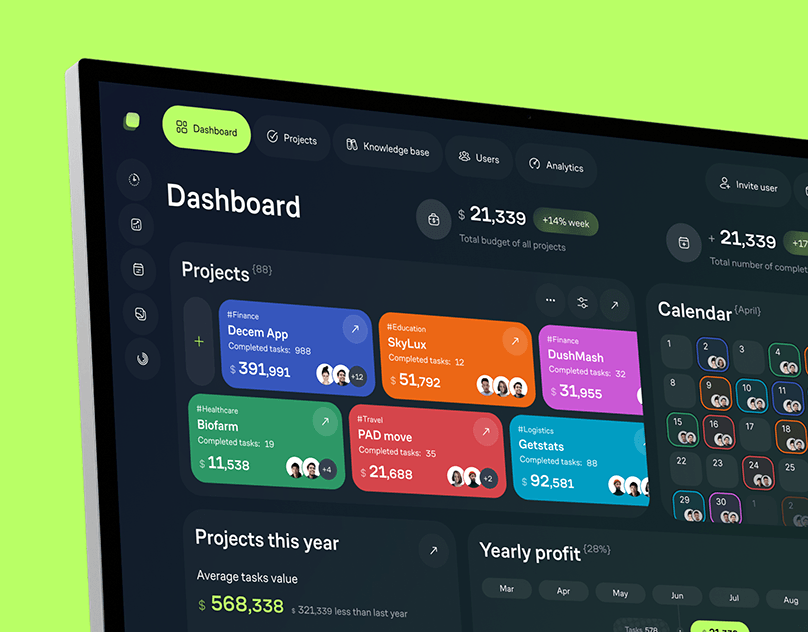 Dashboard
Projects
Knowledge base
Users
Analytics
Invite user
Dashboard
$ 21,339 +14% week
Total budget of all projects
+ 21,339
Total number of
Projects {88}
#Finance
Decem App
Completed tasks: 988
$ 391,991
+12
#Education
SkyLux
Completed tasks: 12
$ 51,792
#Finance
DushMash
Completed tasks: 32
$ 31,955
#Healthcare
Biofarm
Completed tasks: 19
$ 11,538
+4
#Travel
PAD move
Completed tasks: 35
$ 21,688
+2
#Logistics
Getstats
Completed tasks: 88
$ 92,581
Calendar {April}
1 2 3 4
8 9 10 11
15 16 17 18
22 23 24 25
29 30 1 2
Projects this year
Average tasks value
$ 568,338 $ 321,339 less than last year
Yearly profit {28%}
Mar Apr May Jun Jul Aug
Tasks 578